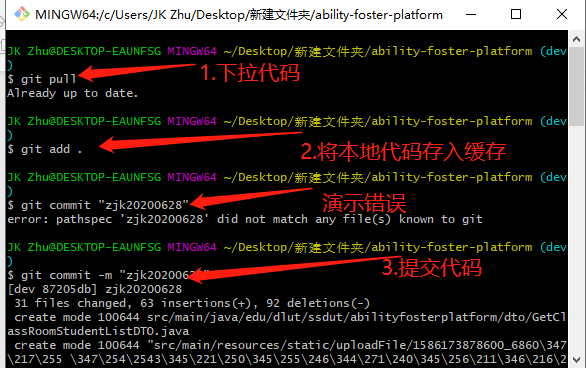 MINGW64:/c/Users/JK Zhu/Desktop/新建文件夹/ability-foster-platform
JK Zhu@DESKTOP-EAUNFSG MINGW64 ~/Desktop/新建文件夹/ability-foster-platform (dev
)
$ git pull
1.下拉代码
Already up to date.
JK Zhu@DESKTOP-EAUNFSG MINGW64 ~/Desktop/新建文件夹/ability-foster-platform (dev
)
$ git add .
2.将本地代码存入缓存
JK Zhu@DESKTOP-EAUNFSG MINGW64 ~/Desktop/新建文件夹/ability-foster-platform (dev
)
$ git commit "zjk20200628"
演示错误
error: pathspec 'zjk20200628' did not match any file(s) known to git
JK Zhu@DESKTOP-EAUNFSG MINGW64 ~/Desktop/新建文件夹/ability-foster-platform (dev
)
$ git commit -m "zjk20200628"
3.提交代码
[dev 87205db] zjk20200628
31 files changed, 63 insertions(+), 92 deletions(-)
create mode 100644 src/main/java/edu/dlut/ssdut/abilityfosterplatform/dto/GetCl
assRoomStudentListDTO.java
create mode 100644 "src/main/resources/static/uploadFile/1586173878600_6860\347
\217\255 \347\254\2543\345\221\250\345\255\246\344\271\240\345\256\211\346\216\2